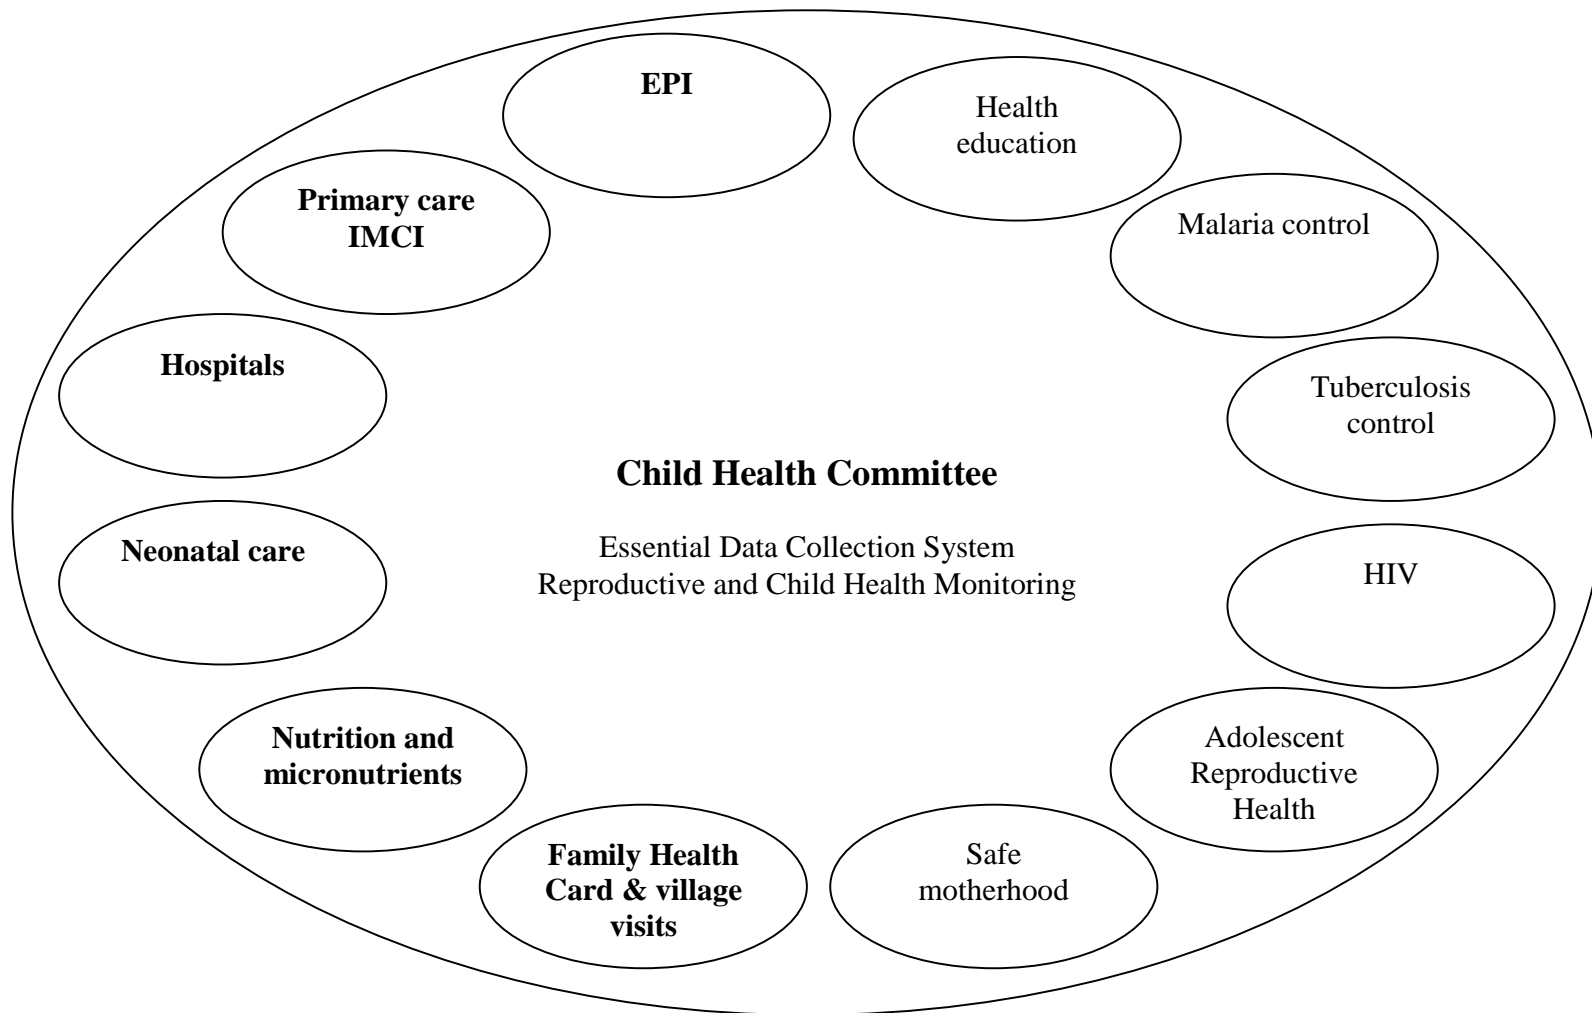 EPI
Health
education
Primary care
IMCI
Malaria control
Hospitals
Tuberculosis
control
Child Health Committee
Essential Data Collection System
Reproductive and Child Health Monitoring
Neonatal care
HIV
Nutrition and
micronutrients
Adolescent
Reproductive
Health
Family Health
Card & village
visits
Safe
motherhood